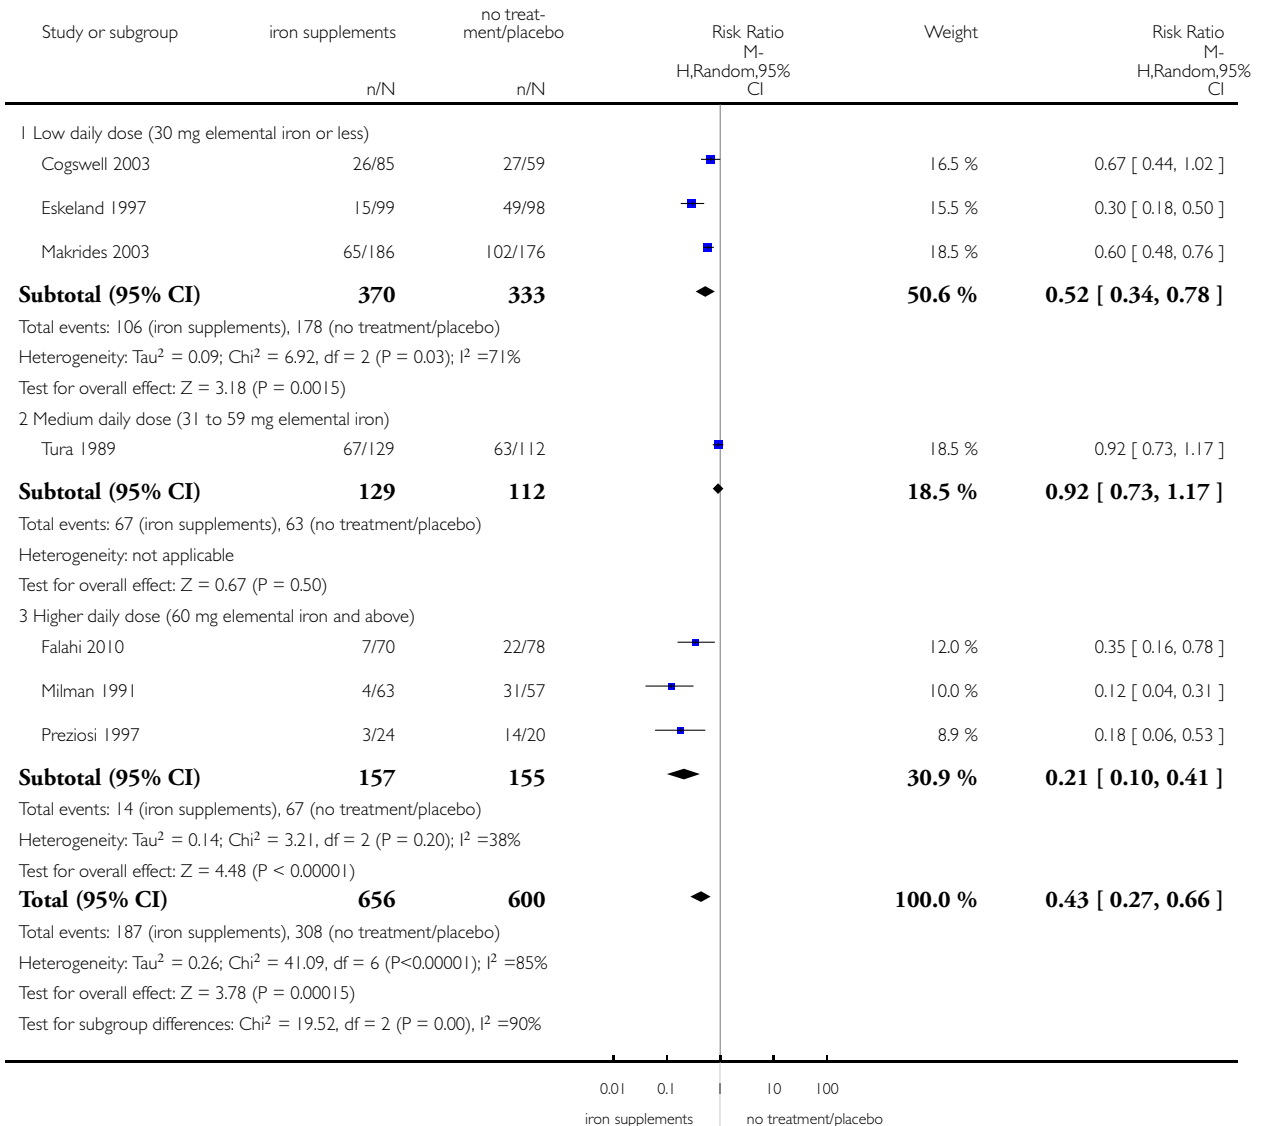 no treat-
Study or subgroup iron supplements ment/placebo Risk Ratio Weight Risk Ratio
M- M-
H,Random,95% H,Random,95%
n/N n/N CI CI
1 Low daily dose (30 mg elemental iron or less)
Cogswell 2003 26/85 27/59 16.5 % 0.67 [ 0.44, 1.02 ]
Eskeland 1997 15/99 49/98 15.5 % 0.30 [ 0.18, 0.50 ]
Makrides 2003 65/186 102/176 18.5 % 0.60 [ 0.48, 0.76 ]
Subtotal (95% CI) 370 333 50.6 % 0.52 [ 0.34, 0.78 ]
Total events: 106 (iron supplements), 178 (no treatment/placebo)
Heterogeneity: Tau² = 0.09; Chi² = 6.92, df = 2 (P = 0.03); I² =71%
Test for overall effect: Z = 3.18 (P = 0.0015)
2 Medium daily dose (31 to 59 mg elemental iron)
Tura 1989 67/129 63/112 18.5 % 0.92 [ 0.73, 1.17 ]
Subtotal (95% CI) 129 112 18.5 % 0.92 [ 0.73, 1.17 ]
Total events: 67 (iron supplements), 63 (no treatment/placebo)
Heterogeneity: not applicable
Test for overall effect: Z = 0.67 (P = 0.50)
3 Higher daily dose (60 mg elemental iron and above)
Falahi 2010 7/70 22/78 12.0 % 0.35 [ 0.16, 0.78 ]
Milman 1991 4/63 31/57 10.0 % 0.12 [ 0.04, 0.31 ]
Preziosi 1997 3/24 14/20 8.9 % 0.18 [ 0.06, 0.53 ]
Subtotal (95% CI) 157 155 30.9 % 0.21 [ 0.10, 0.41 ]
Total events: 14 (iron supplements), 67 (no treatment/placebo)
Heterogeneity: Tau² = 0.14; Chi² = 3.21, df = 2 (P = 0.20); I² =38%
Test for overall effect: Z = 4.48 (P < 0.00001)
Total (95% CI) 656 600 100.0 % 0.43 [ 0.27, 0.66 ]
Total events: 187 (iron supplements), 308 (no treatment/placebo)
Heterogeneity: Tau² = 0.26; Chi² = 41.09, df = 6 (P<0.00001); I² =85%
Test for overall effect: Z = 3.78 (P = 0.00015)
Test for subgroup differences: Chi² = 19.52, df = 2 (P = 0.00), I² =90%
0.01 0.1 1 10 100
iron supplements no treatment/placebo